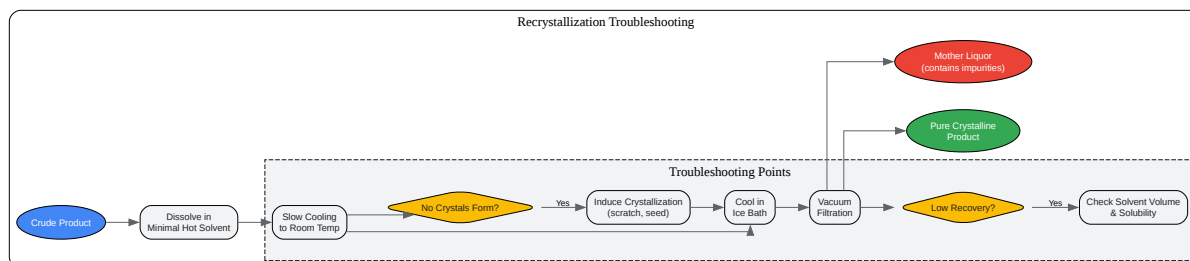 Recrystallization Troubleshooting
Mother Liquor
(contains impurities)
Pure Crystalline
Product
Troubleshooting Points
Crude Product
Dissolve in
Minimal Hot Solvent
Slow Cooling
to Room Temp
No Crystals Form?
Yes
Induce Crystallization
(scratch, seed)
Cool in
Ice Bath
Vacuum
Filtration
Low Recovery?
Yes
Check Solvent Volume
& Solubility